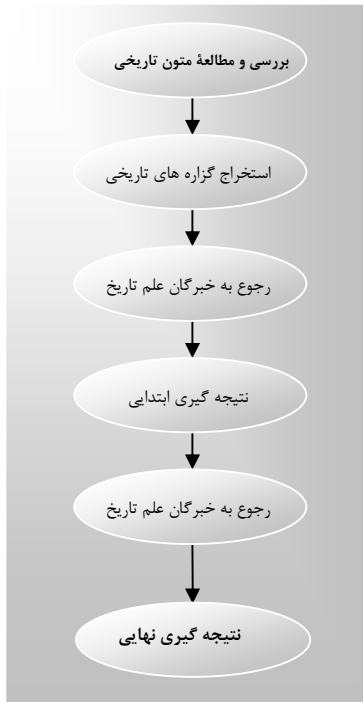 بررسی و مطالعهٔ متون تاریخی
استخراج گزاره های تاریخی
رجوع به خبرگان علم تاریخ
نتیجه گیری ابتدایی
رجوع به خبرگان علم تاریخ
نتیجه گیری نهایی